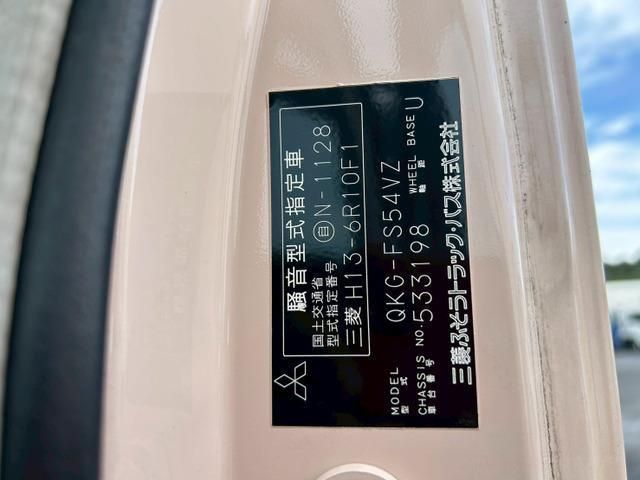 騒音型式指定車
国土交通省
型式指定番号 自N-1128
三菱 H13-6R10F1
MODEL
型式 QKG-FS54VZ
CHASSIS NO.
車台番号 533198
WHEEL BASE
軸距 U
三菱ふそうトラック・バス株式会社